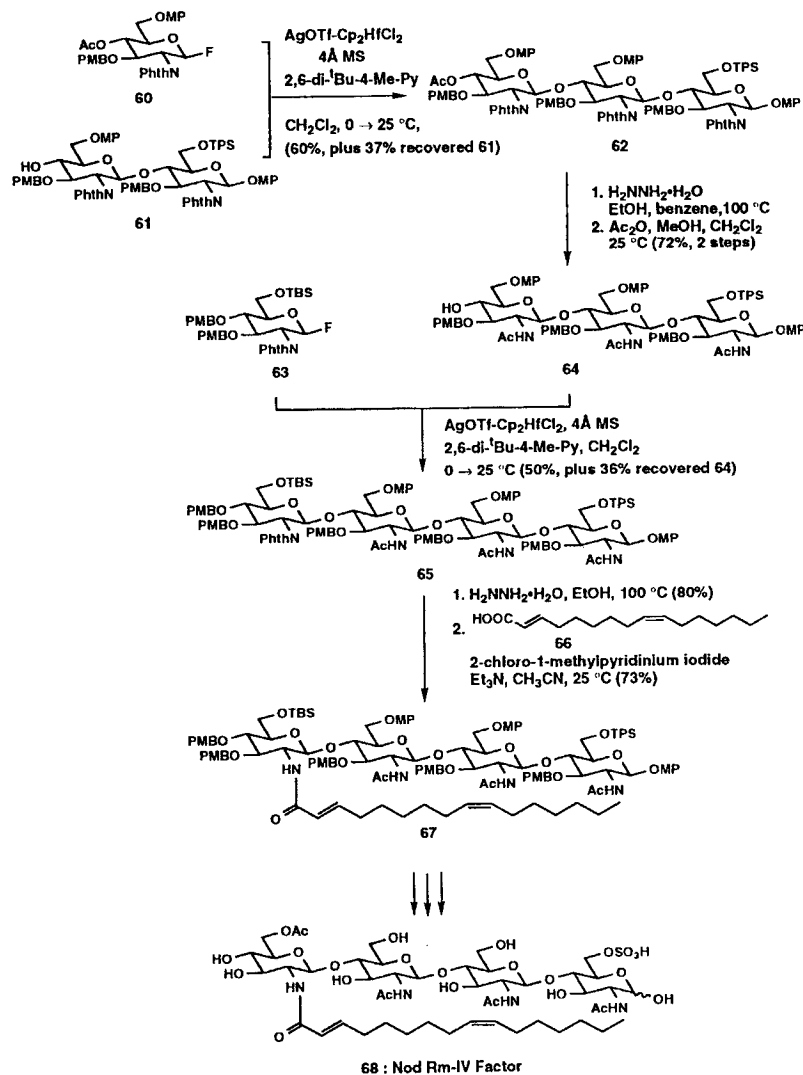 OMP
AcO
PMBO
PhthN
F
60
HO
OMP
OTPS
PMBO
PhthN
PMBO
PhthN
OMP
61
AgOTf-Cp2HfCl2
4Å MS
2,6-di-tBu-4-Me-Py
CH2Cl2, 0 → 25 °C,
(60%, plus 37% recovered 61)
OMP
OMP
OTPS
AcO
PMBO
PhthN
PMBO
PhthN
PMBO
PhthN
OMP
62
1. H2NNH2•H2O
EtOH, benzene,100 °C
2. Ac2O, MeOH, CH2Cl2
25 °C (72%, 2 steps)
OTBS
PMBO
PMBO
PhthN
F
63
OMP
OMP
OTPS
HO
PMBO
AcHN
PMBO
AcHN
PMBO
AcHN
OMP
64
AgOTf-Cp2HfCl2, 4Å MS
2,6-di-tBu-4-Me-Py, CH2Cl2
0 → 25 °C (50%, plus 36% recovered 64)
OTBS
OMP
OMP
OTPS
PMBO
PMBO
PhthN
PMBO
AcHN
PMBO
AcHN
PMBO
AcHN
OMP
65
1. H2NNH2•H2O, EtOH, 100 °C (80%)
2. HOOC
66
2-chloro-1-methylpyridinium iodide
Et3N, CH3CN, 25 °C (73%)
OTBS
OMP
OMP
OTPS
PMBO
PMBO
HN
PMBO
AcHN
PMBO
AcHN
PMBO
AcHN
OMP
O
67
OAc
OH
OH
OSO3H
HO
HO
HN
HO
AcHN
HO
AcHN
HO
AcHN
OH
O
68 : Nod Rm-IV Factor